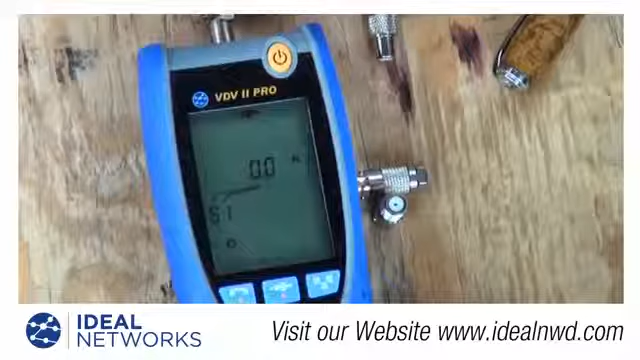 VDV II PRO
0.0
IDEAL
NETWORKS
Visit our Website www.idealnwd.com